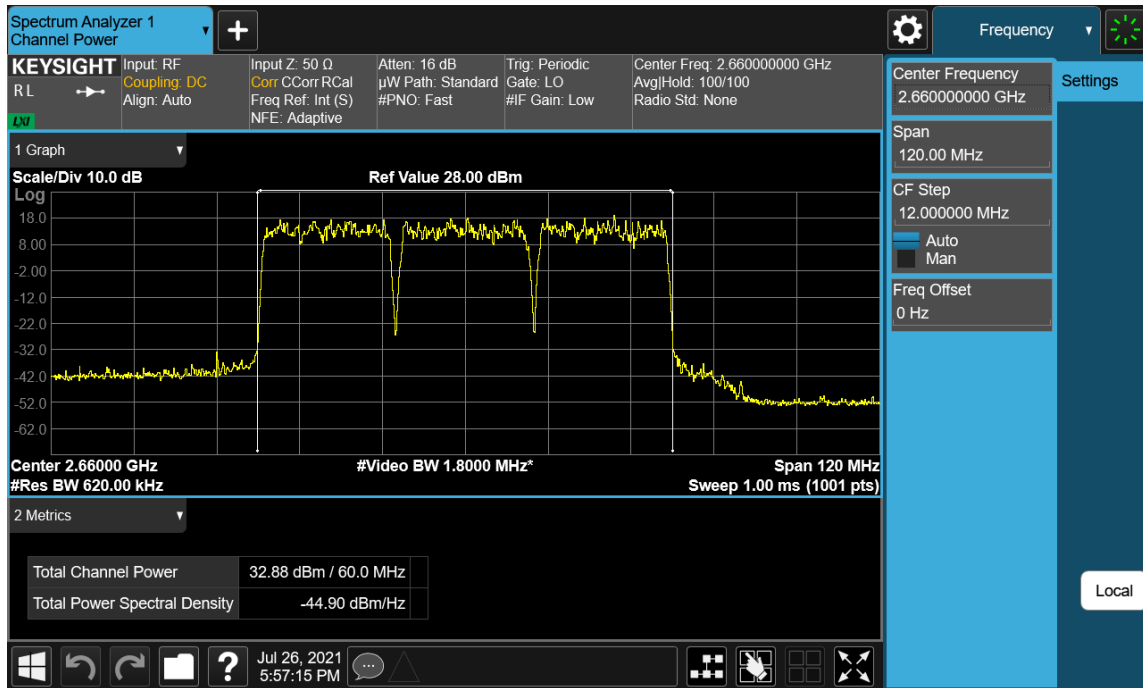 Spectrum Analyzer 1
Channel Power
+
Frequency
KEYSIGHT
R L
LXI
Input: RF
Coupling: DC
Align: Auto
Input Z: 50 Ω
Corr CCorr RCal
Freq Ref: Int (S)
NFE: Adaptive
Atten: 16 dB
µW Path: Standard
#PNO: Fast
Trig: Periodic
Gate: LO
#IF Gain: Low
Center Freq: 2.660000000 GHz
Avg|Hold: 100/100
Radio Std: None
Center Frequency
2.660000000 GHz
Settings
Span
120.00 MHz
CF Step
12.000000 MHz
Auto
Man
Freq Offset
0 Hz
Local
1 Graph
Scale/Div 10.0 dB
Ref Value 28.00 dBm
Log
18.0
8.00
-2.00
-12.0
-22.0
-32.0
-42.0
-52.0
-62.0
Center 2.66000 GHz
#Video BW 1.8000 MHz*
Span 120 MHz
#Res BW 620.00 kHz
Sweep 1.00 ms (1001 pts)
2 Metrics
Total Channel Power 32.88 dBm / 60.0 MHz
Total Power Spectral Density -44.90 dBm/Hz
?
Jul 26, 2021
5:57:15 PM